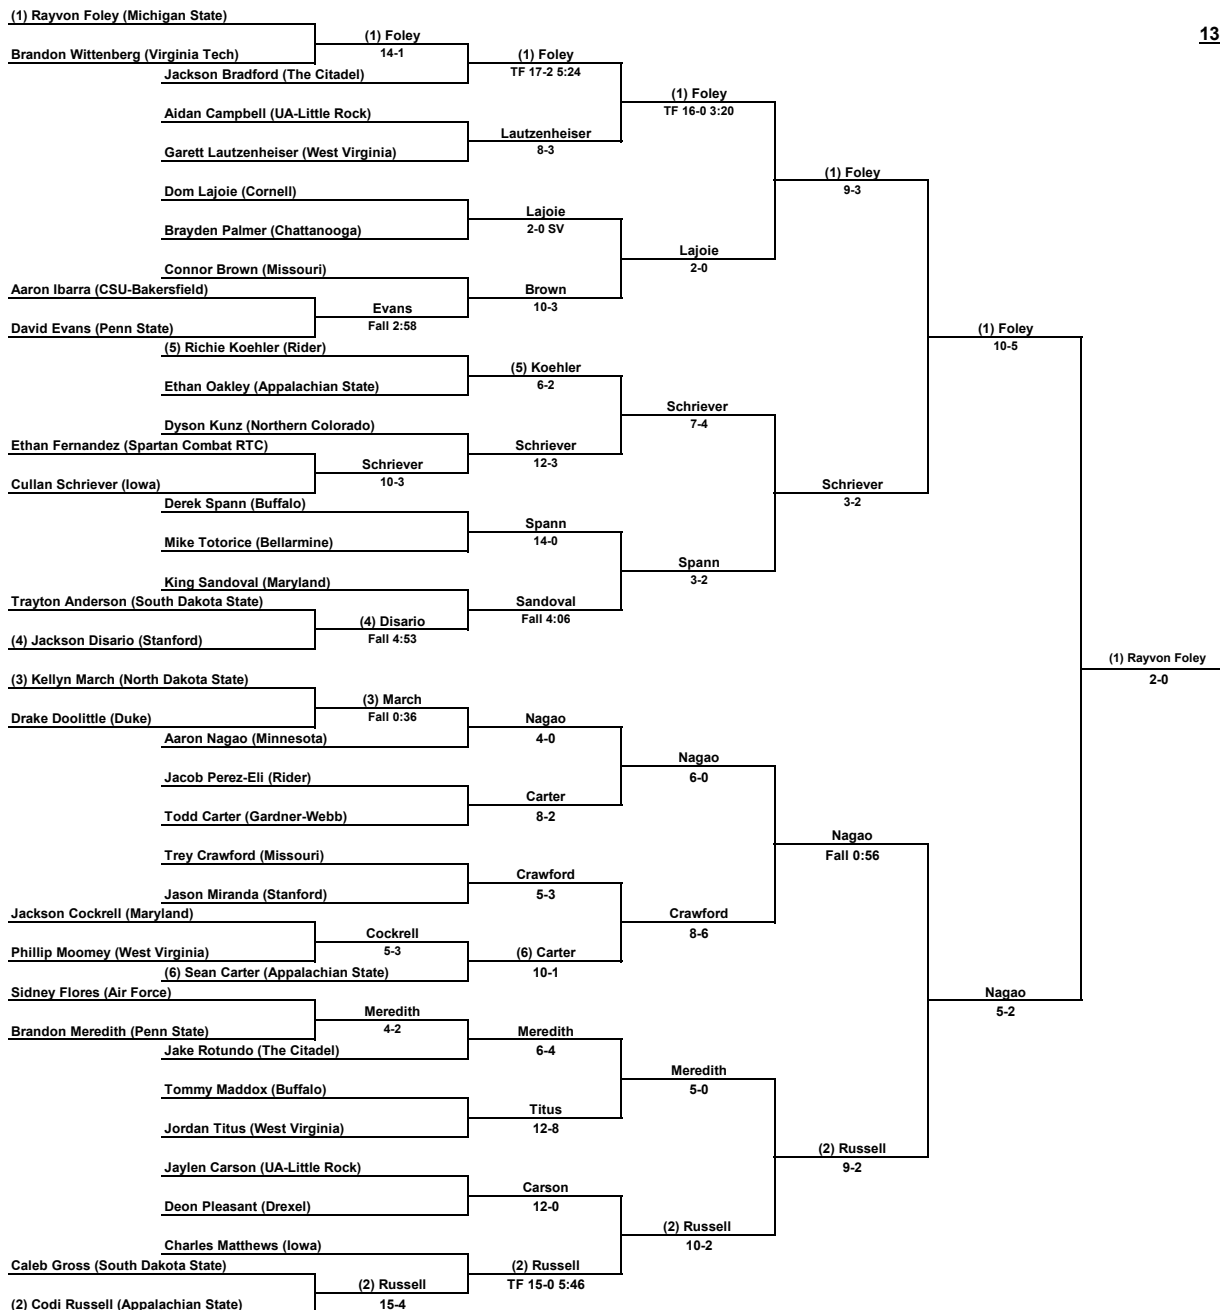 (1) Rayvon Foley (Michigan State)
(1) Foley
13
Brandon Wittenberg (Virginia Tech)
14-1
(1) Foley
Jackson Bradford (The Citadel)
TF 17-2 5:24
(1) Foley
Aidan Campbell (UA-Little Rock)
TF 16-0 3:20
Lautzenheiser
Garett Lautzenheiser (West Virginia)
8-3
(1) Foley
Dom Lajoie (Cornell)
9-3
Lajoie
Brayden Palmer (Chattanooga)
2-0 SV
Lajoie
Connor Brown (Missouri)
2-0
Aaron Ibarra (CSU-Bakersfield)
Brown
Evans
10-3
David Evans (Penn State)
Fall 2:58
(1) Foley
(5) Richie Koehler (Rider)
10-5
(5) Koehler
Ethan Oakley (Appalachian State)
6-2
Schriever
Dyson Kunz (Northern Colorado)
7-4
Ethan Fernandez (Spartan Combat RTC)
Schriever
Schriever
12-3
Cullan Schriever (Iowa)
10-3
Schriever
Derek Spann (Buffalo)
3-2
Spann
Mike Totorice (Bellarmine)
14-0
Spann
King Sandoval (Maryland)
3-2
Trayton Anderson (South Dakota State)
Sandoval
(4) Disario
Fall 4:06
(4) Jackson Disario (Stanford)
Fall 4:53
(1) Rayvon Foley
2-0
(3) Kellyn March (North Dakota State)
(3) March
Drake Doolittle (Duke)
Fall 0:36
Nagao
Aaron Nagao (Minnesota)
4-0
Nagao
Jacob Perez-Eli (Rider)
6-0
Carter
Todd Carter (Gardner-Webb)
8-2
Nagao
Trey Crawford (Missouri)
Fall 0:56
Crawford
Jason Miranda (Stanford)
5-3
Jackson Cockrell (Maryland)
Crawford
Cockrell
8-6
Phillip Moomey (West Virginia)
5-3
(6) Carter
(6) Sean Carter (Appalachian State)
10-1
Sidney Flores (Air Force)
Nagao
Meredith
5-2
Brandon Meredith (Penn State)
4-2
Meredith
Jake Rotundo (The Citadel)
6-4
Meredith
Tommy Maddox (Buffalo)
5-0
Titus
Jordan Titus (West Virginia)
12-8
(2) Russell
Jaylen Carson (UA-Little Rock)
9-2
Carson
Deon Pleasant (Drexel)
12-0
(2) Russell
Charles Matthews (Iowa)
10-2
Caleb Gross (South Dakota State)
(2) Russell
(2) Russell
TF 15-0 5:46
(2) Codi Russell (Appalachian State)
15-4